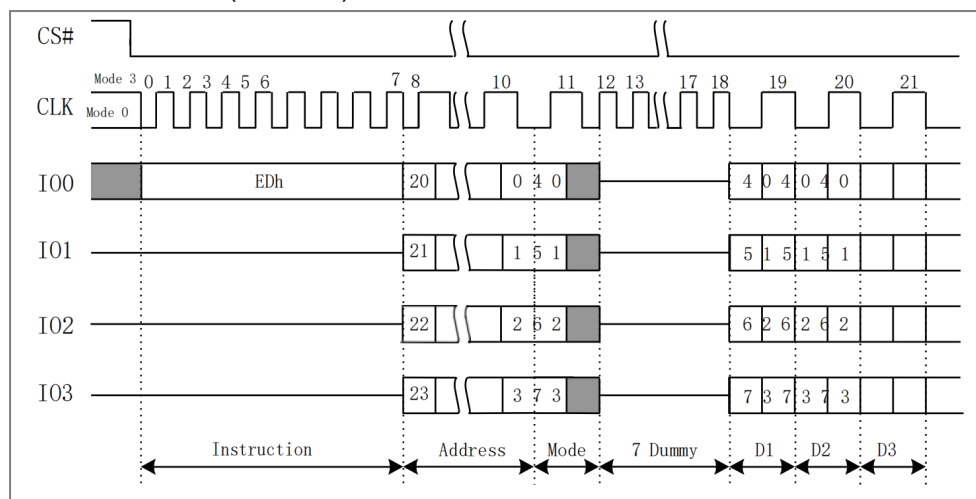 CS#
Mode 3 0 1 2 3 4 5 6 7 8 10 11 12 13 17 18 19 20 21
CLK Mode 0
IO0 EDh 20 0 4 0 4 0 4 0 4 0
IO1 21 1 5 1 5 1 5 1 5 1
IO2 22 2 6 2 6 2 6 2 6 2
IO3 23 3 7 3 7 3 7 3 7 3
Instruction Address Mode 7 Dummy D1 D2 D3